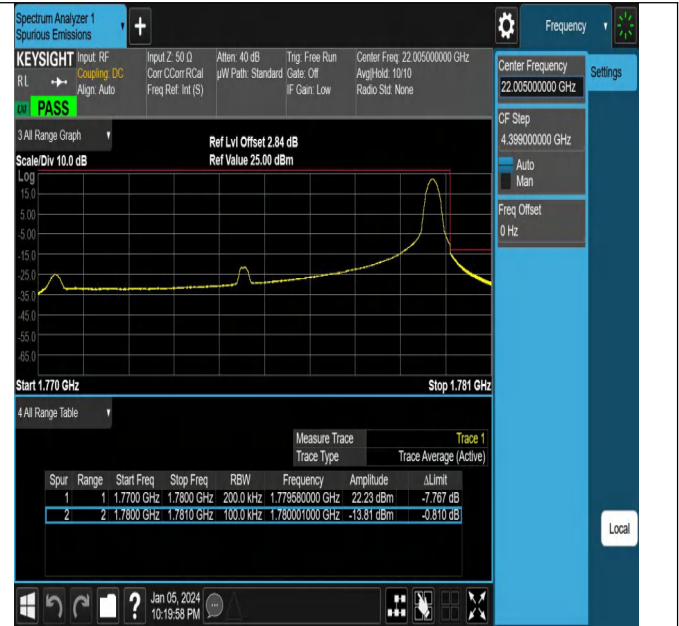 Spectrum Analyzer 1
Spurious Emissions
+
Frequency
KEYSIGHT
RL
PASS
Input: RF
Coupling: DC
Align: Auto
Input Z: 50 Ω
Corr CCorr RCal
Freq Ref: Int (S)
Atten: 40 dB
µW Path: Standard
Trig: Free Run
Gate: Off
IF Gain: Low
Center Freq: 22.005000000 GHz
Avg|Hold: 10/10
Radio Std: None
Center Frequency
22.005000000 GHz
Settings
CF Step
4.399000000 GHz
Auto
Man
Freq Offset
0 Hz
3 All Range Graph
Scale/Div 10.0 dB
Ref Lvl Offset 2.84 dB
Ref Value 25.00 dBm
Log
15.0
5.00
-5.00
-15.0
-25.0
-35.0
-45.0
-55.0
-65.0
Start 1.770 GHz
Stop 1.781 GHz
4 All Range Table
Measure Trace Trace 1
Trace Type Trace Average (Active)
Spur Range Start Freq Stop Freq RBW Frequency Amplitude ΔLimit
1 1 1.7700 GHz 1.7800 GHz 200.0 kHz 1.779580000 GHz 22.23 dBm -7.767 dB
2 2 1.7800 GHz 1.7810 GHz 100.0 kHz 1.780001000 GHz -13.81 dBm -0.810 dB
Local
?
Jan 05, 2024
10:19:58 PM